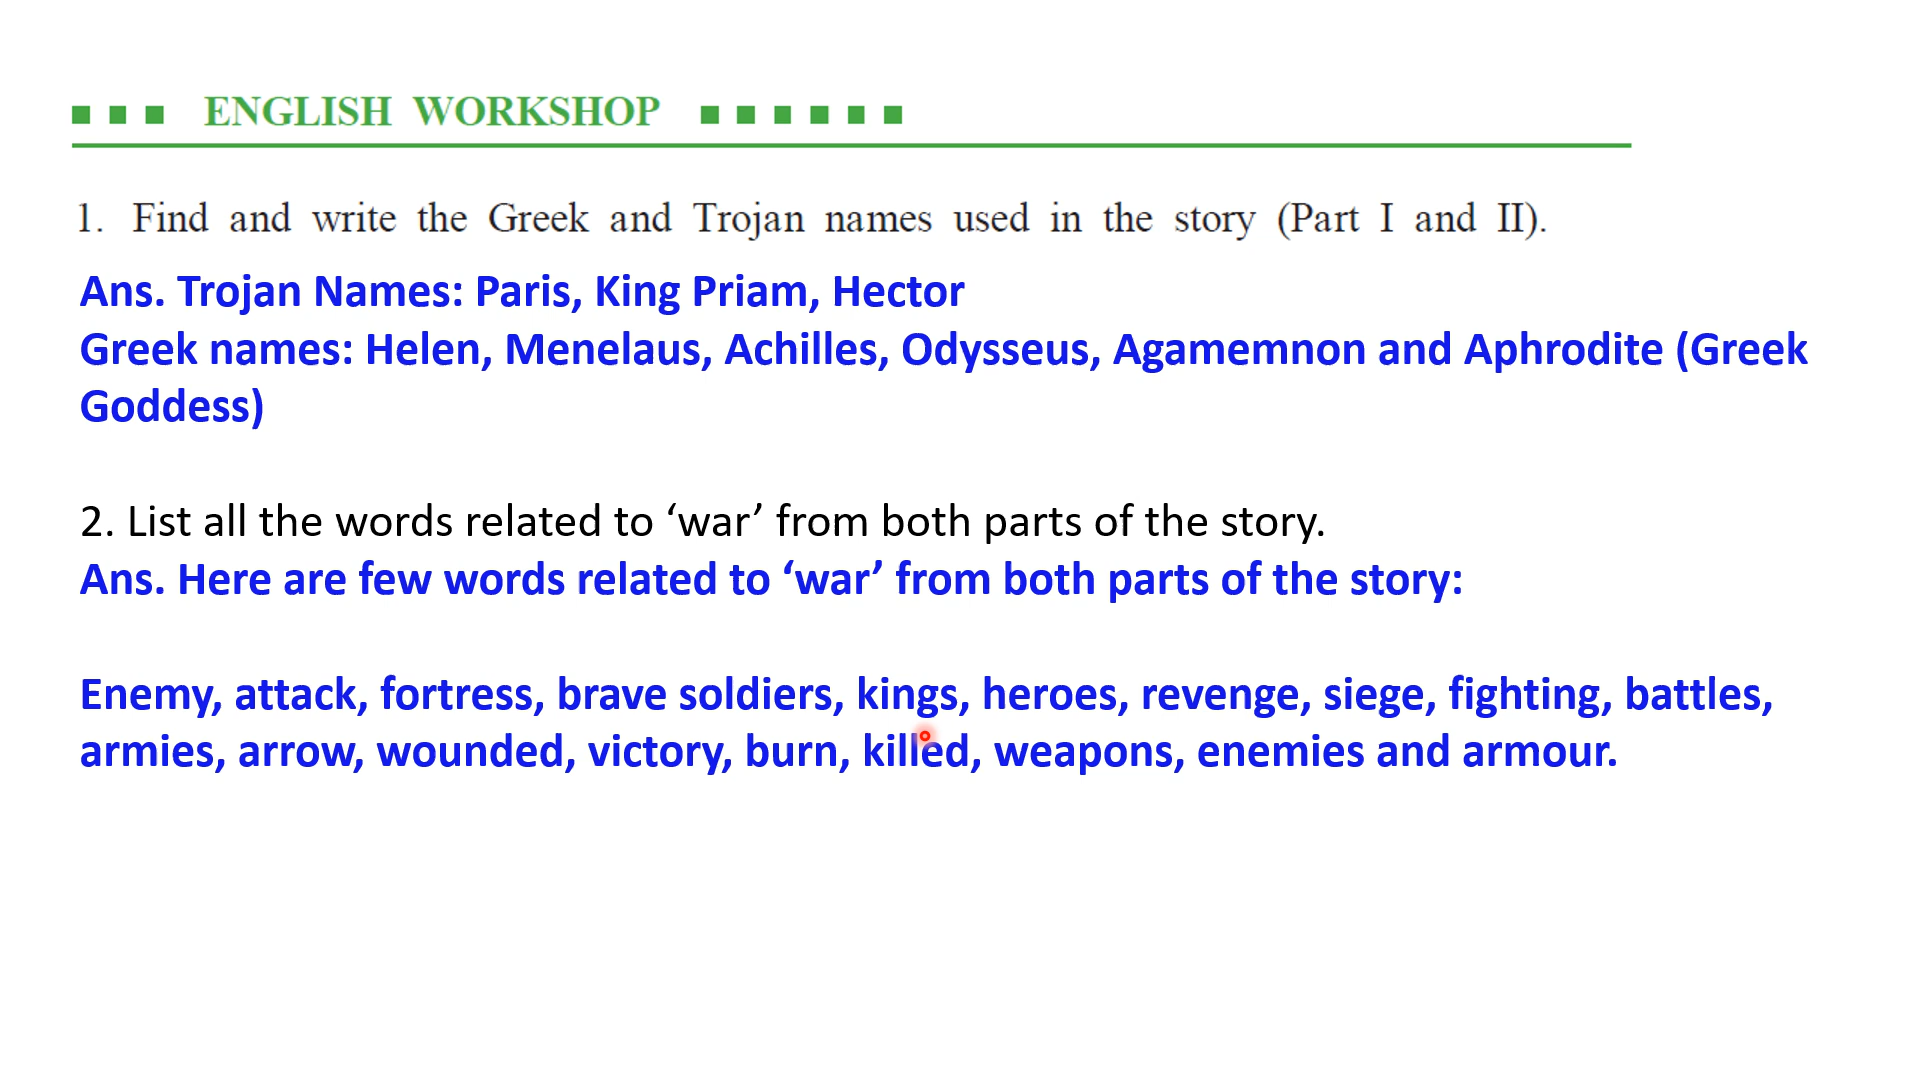 ENGLISH WORKSHOP
1. Find and write the Greek and Trojan names used in the story (Part I and II).
Ans. Trojan Names: Paris, King Priam, Hector
Greek names: Helen, Menelaus, Achilles, Odysseus, Agamemnon and Aphrodite (Greek
Goddess)
2. List all the words related to ‘war’ from both parts of the story.
Ans. Here are few words related to ‘war’ from both parts of the story:
Enemy, attack, fortress, brave soldiers, kings, heroes, revenge, siege, fighting, battles,
armies, arrow, wounded, victory, burn, killed, weapons, enemies and armour.